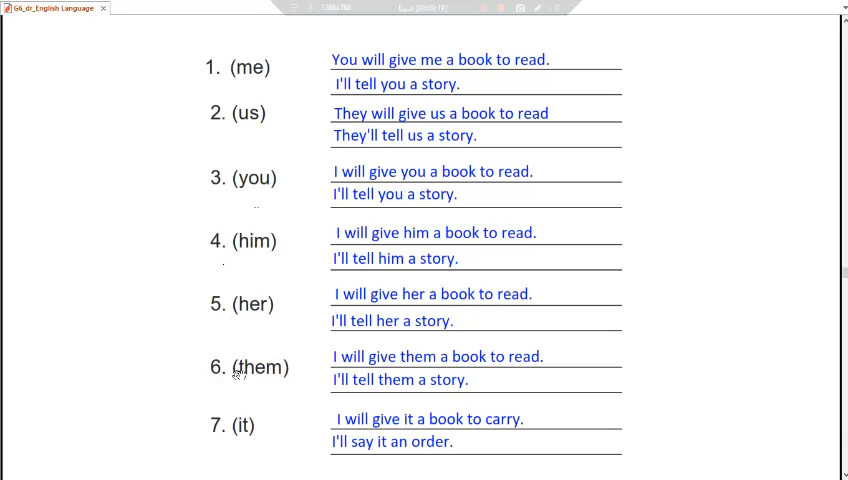 G6_dr_English Language
1. (me)
You will give me a book to read.
I'll tell you a story.
2. (us)
They will give us a book to read
They'll tell us a story.
3. (you)
I will give you a book to read.
I'll tell you a story.
4. (him)
I will give him a book to read.
I'll tell him a story.
5. (her)
I will give her a book to read.
I'll tell her a story.
6. (them)
I will give them a book to read.
I'll tell them a story.
7. (it)
I will give it a book to carry.
I'll say it an order.